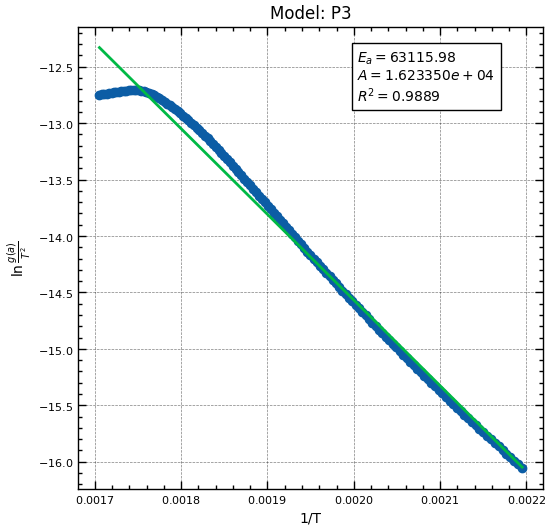 Model: P3
E_a = 63115.98
A = 1.623350e + 04
R^2 = 0.9889
ln g(a)/T^2
−12.5
−13.0
−13.5
−14.0
−14.5
−15.0
−15.5
−16.0
0.0017 0.0018 0.0019 0.0020 0.0021 0.0022
1/T